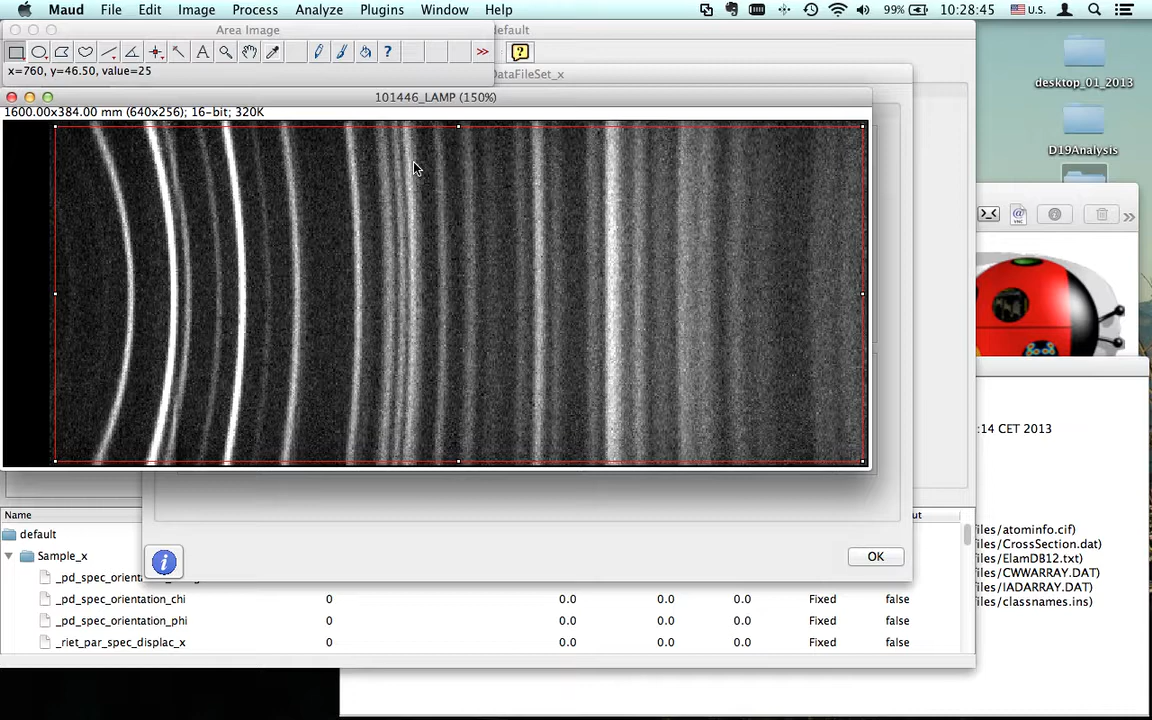 Maud File Edit Image Process Analyze Plugins Window Help 99% U.S. 10:28:45
Area Image
default
A >> ?
x=760, y=46.50, value=25
DataFileSet_x
101446_LAMP (150%)
1600.00x384.00 mm (640x256); 16-bit; 320K
desktop_01_2013
D19Analysis
:14 CET 2013
Name
default
Sample_x
_pd_spec_orientati
_pd_spec_orientation_chi 0 0.0 0.0 0.0 Fixed false
_pd_spec_orientation_phi 0 0.0 0.0 0.0 Fixed false
_riet_par_spec_displac_x 0 0.0 0.0 0.0 Fixed false
OK
files/atominfo.cif)
files/CrossSection.dat)
files/ElamDB12.txt)
files/CWWARRAY.DAT)
files/IADARRAY.DAT)
files/classnames.ins)